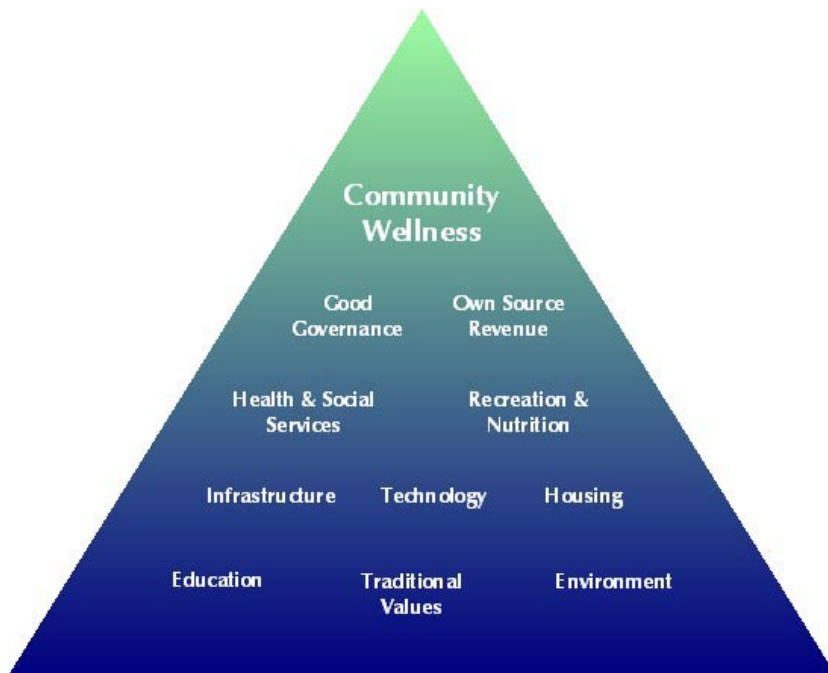 Community
Wellness
Good Governance
Own Source Revenue
Health & Social Services
Recreation & Nutrition
Infrastructure Technology Housing
Education Traditional Values Environment